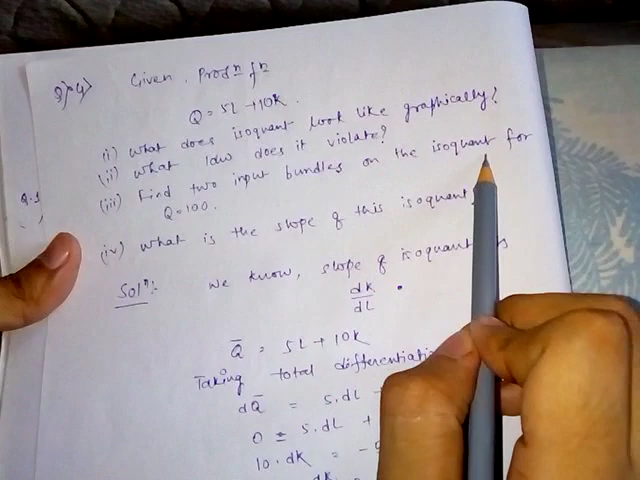 Q.4> Given. Prodⁿ fⁿ
Q = 5L+10K.
(i) What does isoquant look like graphically?
(ii) What law does it violate?
(iii) Find two input bundles on the isoquant for
Q=100.
Q.3
(iv) What is the slope of this isoquant
Solⁿ:- We know, slope of isoquant is
dK
dL
Q̄ = 5L+10K
Taking total differentiati
dQ̄ = 5.dL
0 = 5.dL +
10.dK = -
dK